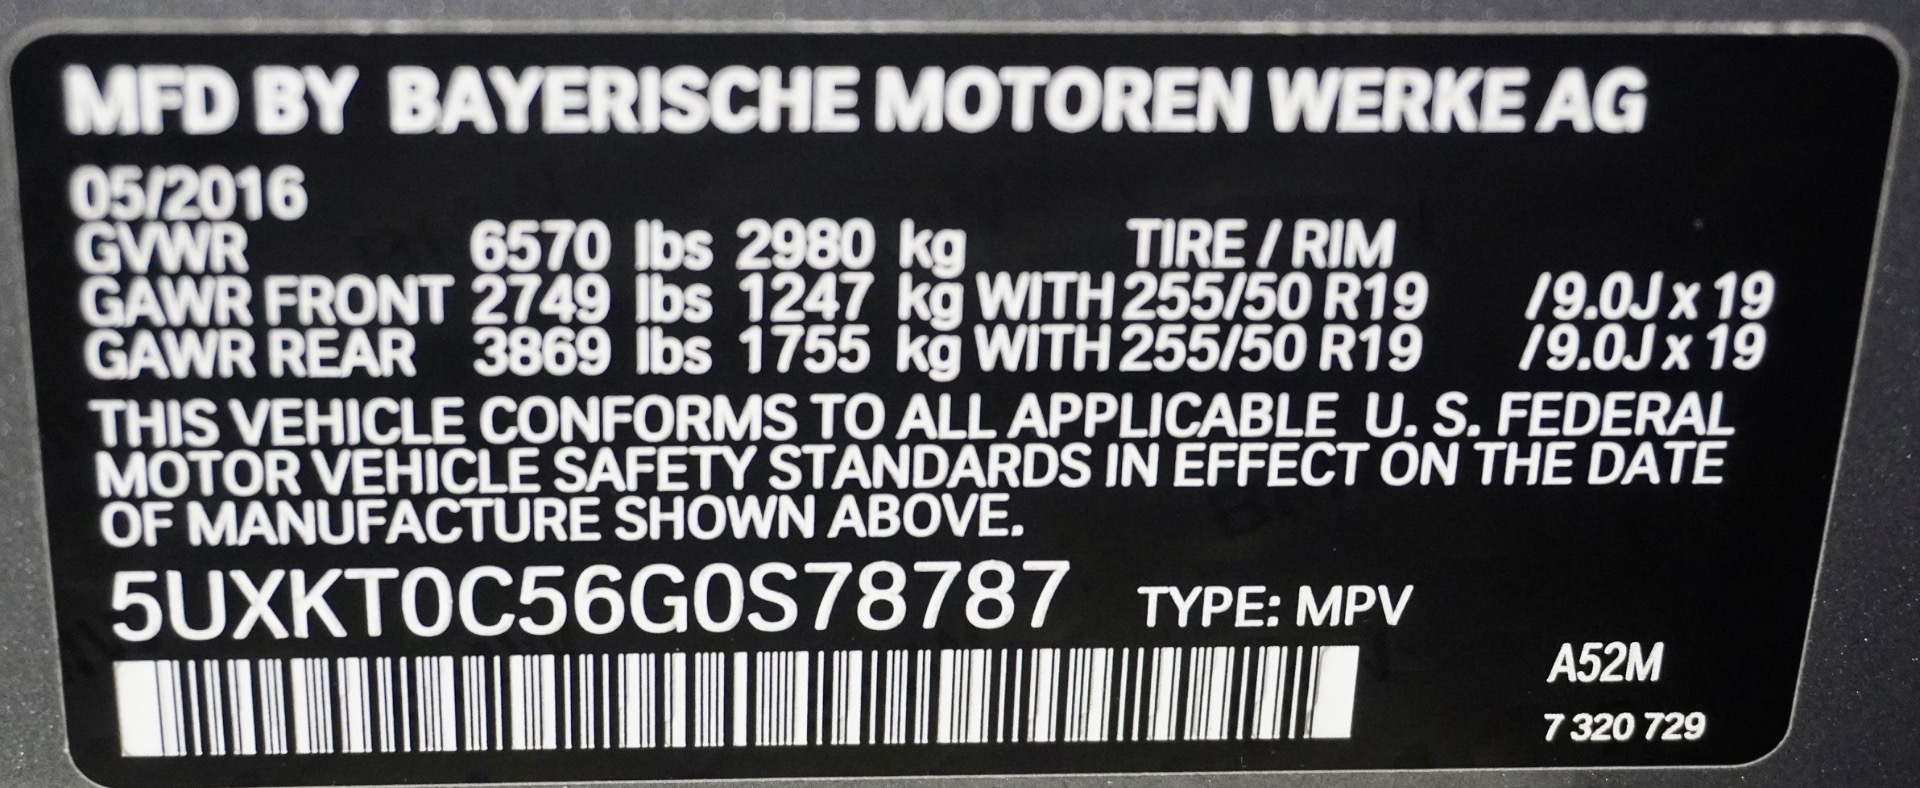 MFD BY BAYERISCHE MOTOREN WERKE AG
05/2016
GVWR 6570 lbs 2980 kg TIRE / RIM
GAWR FRONT 2749 lbs 1247 kg WITH 255/50 R19 /9.0J x 19
GAWR REAR 3869 lbs 1755 kg WITH 255/50 R19 /9.0J x 19
THIS VEHICLE CONFORMS TO ALL APPLICABLE U. S. FEDERAL
MOTOR VEHICLE SAFETY STANDARDS IN EFFECT ON THE DATE
OF MANUFACTURE SHOWN ABOVE.
5UXKT0C56G0S78787 TYPE: MPV
A52M
7 320 729